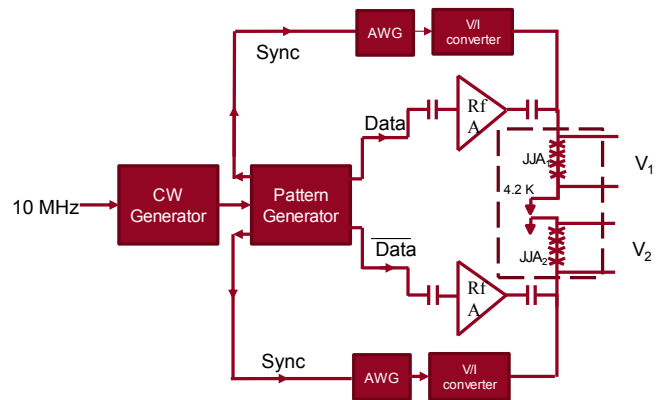 AWG
V/I
converter
Sync
Data
Rf
A
JJA1
V1
4.2 K
10 MHz
CW
Generator
Pattern
Generator
Data
Rf
A
JJA2
V2
Sync
AWG
V/I
converter